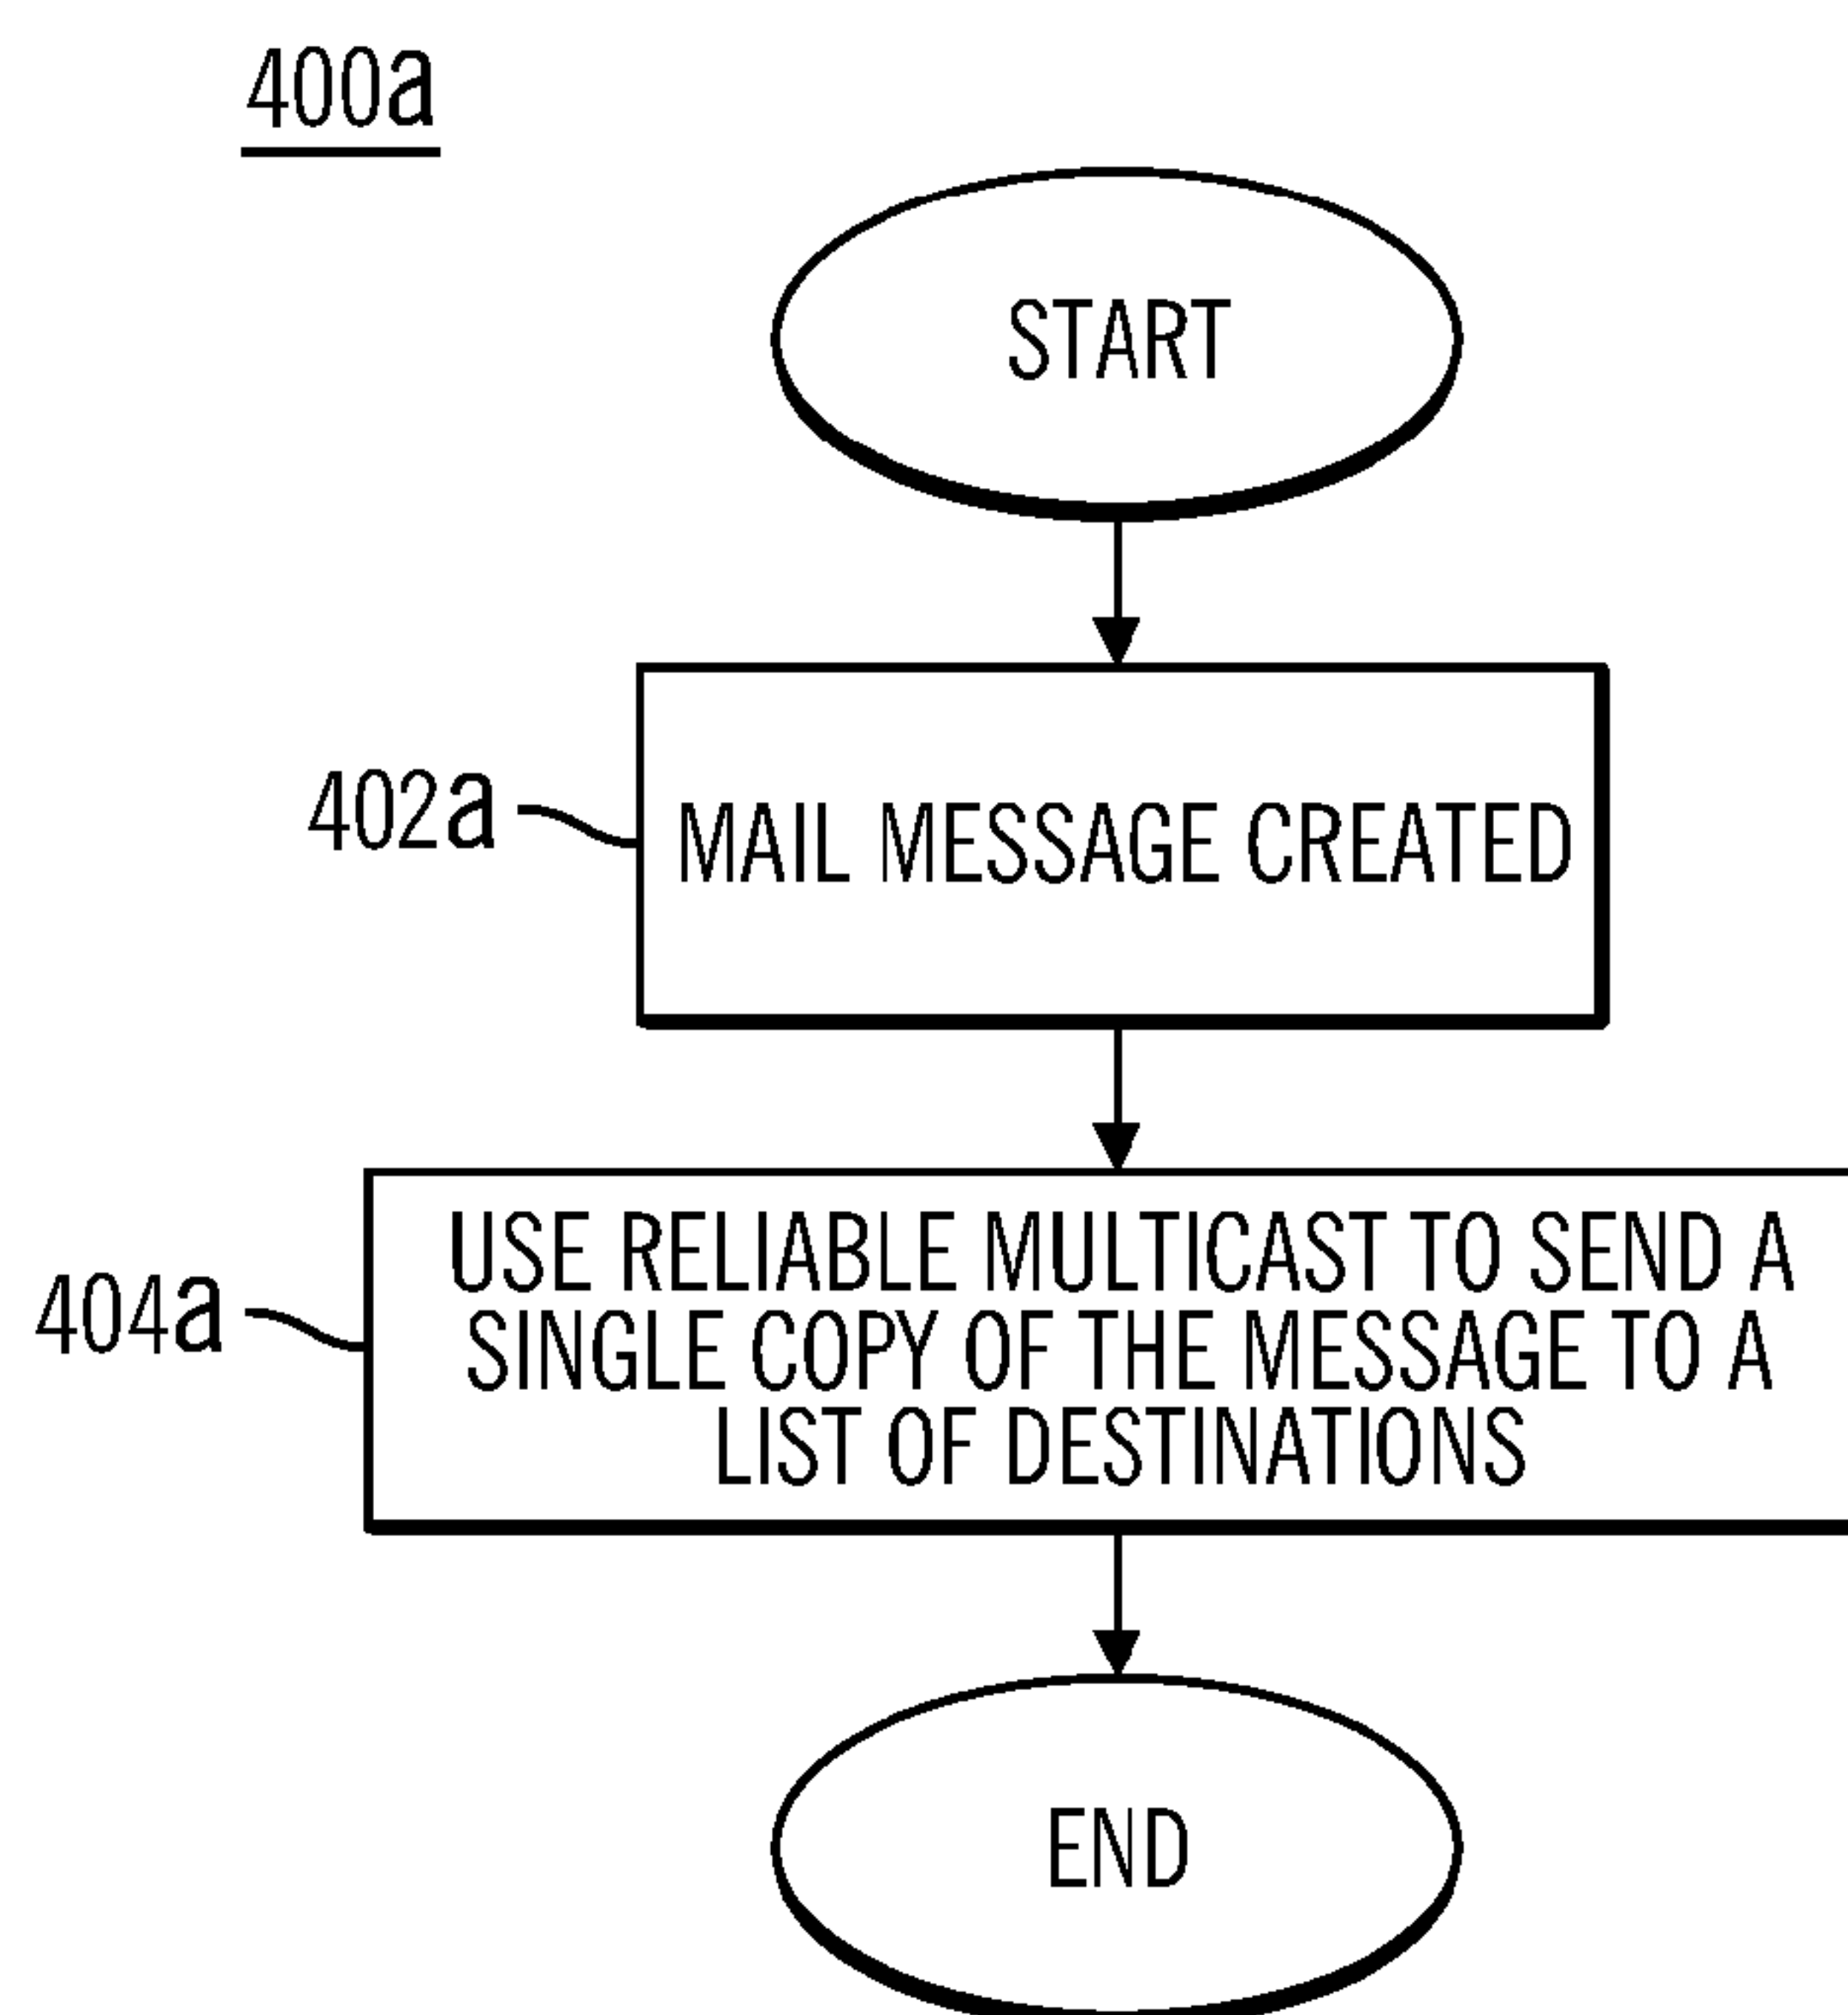 400a
START
402a
MAIL MESSAGE CREATED
404a
USE RELIABLE MULTICAST TO SEND A
SINGLE COPY OF THE MESSAGE TO A
LIST OF DESTINATIONS
END